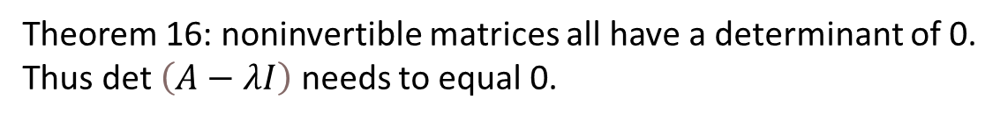 Theorem 16: noninvertible matrices all have a determinant of 0.
Thus det (A − λI) needs to equal 0.